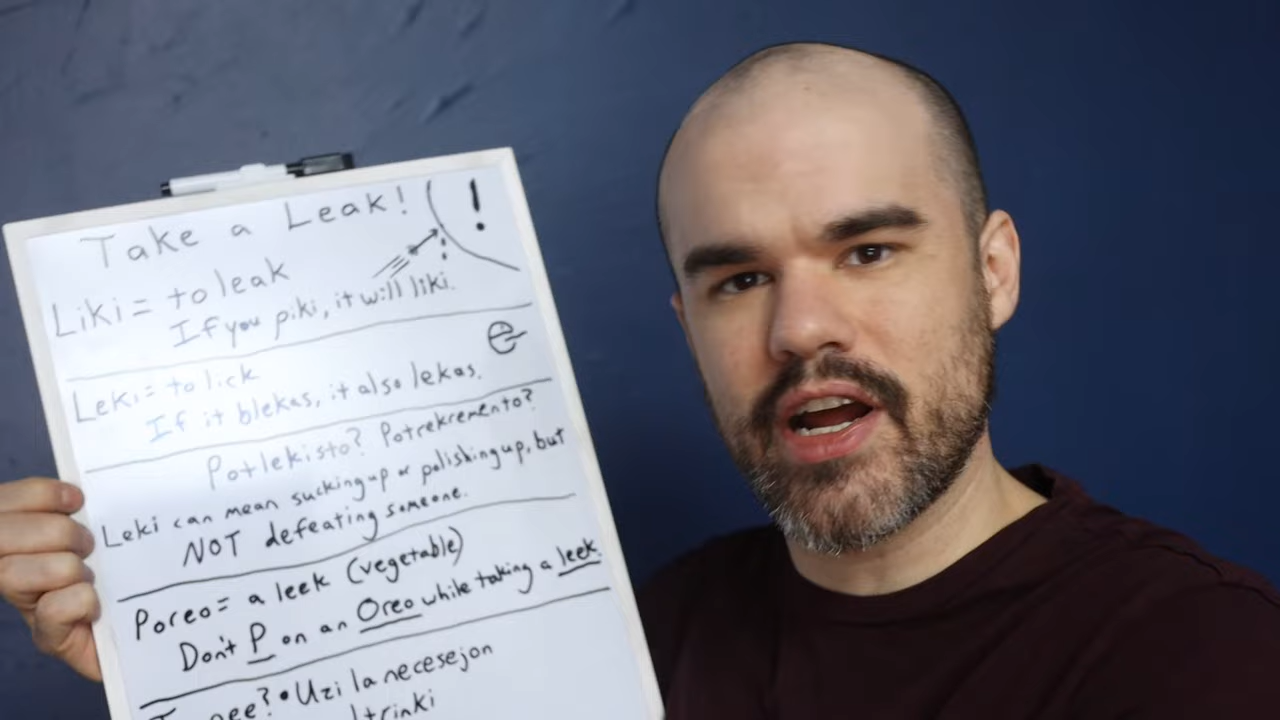 Take a Leak!
!
Liki = to leak
If you piki, it will liki.
Leki = to lick
If it blekas, it also lekas.
Potlekisto? Potrekremento?
Leki can mean sucking up or polishing up, but
NOT defeating someone.
Poreo = a leek (vegetable)
Don't P on an Oreo while taking a leek.
pee? • Uzi la necesejon